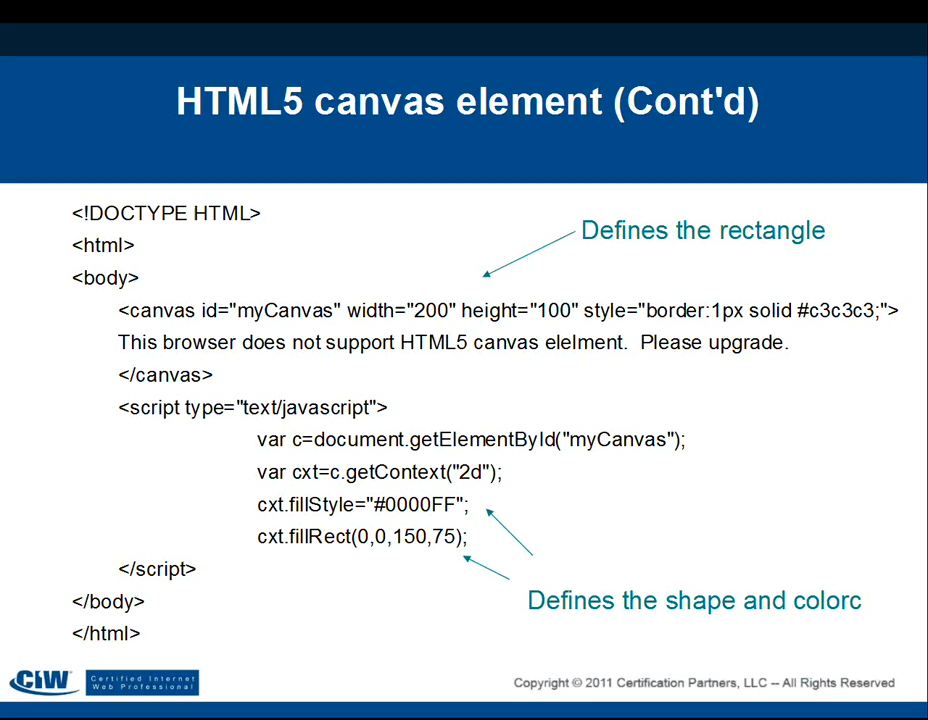 HTML5 canvas element (Cont'd)
<!DOCTYPE HTML>
Defines the rectangle
<html>
<body>
<canvas id="myCanvas" width="200" height="100" style="border:1px solid #c3c3c3;">
This browser does not support HTML5 canvas elelment.  Please upgrade.
</canvas>
<script type="text/javascript">
var c=document.getElementById("myCanvas");
var cxt=c.getContext("2d");
cxt.fillStyle="#0000FF";
cxt.fillRect(0,0,150,75);
</script>
</body>
Defines the shape and colorc
</html>
CIW
Certified Internet
Web Professional
Copyright © 2011 Certification Partners, LLC -- All Rights Reserved